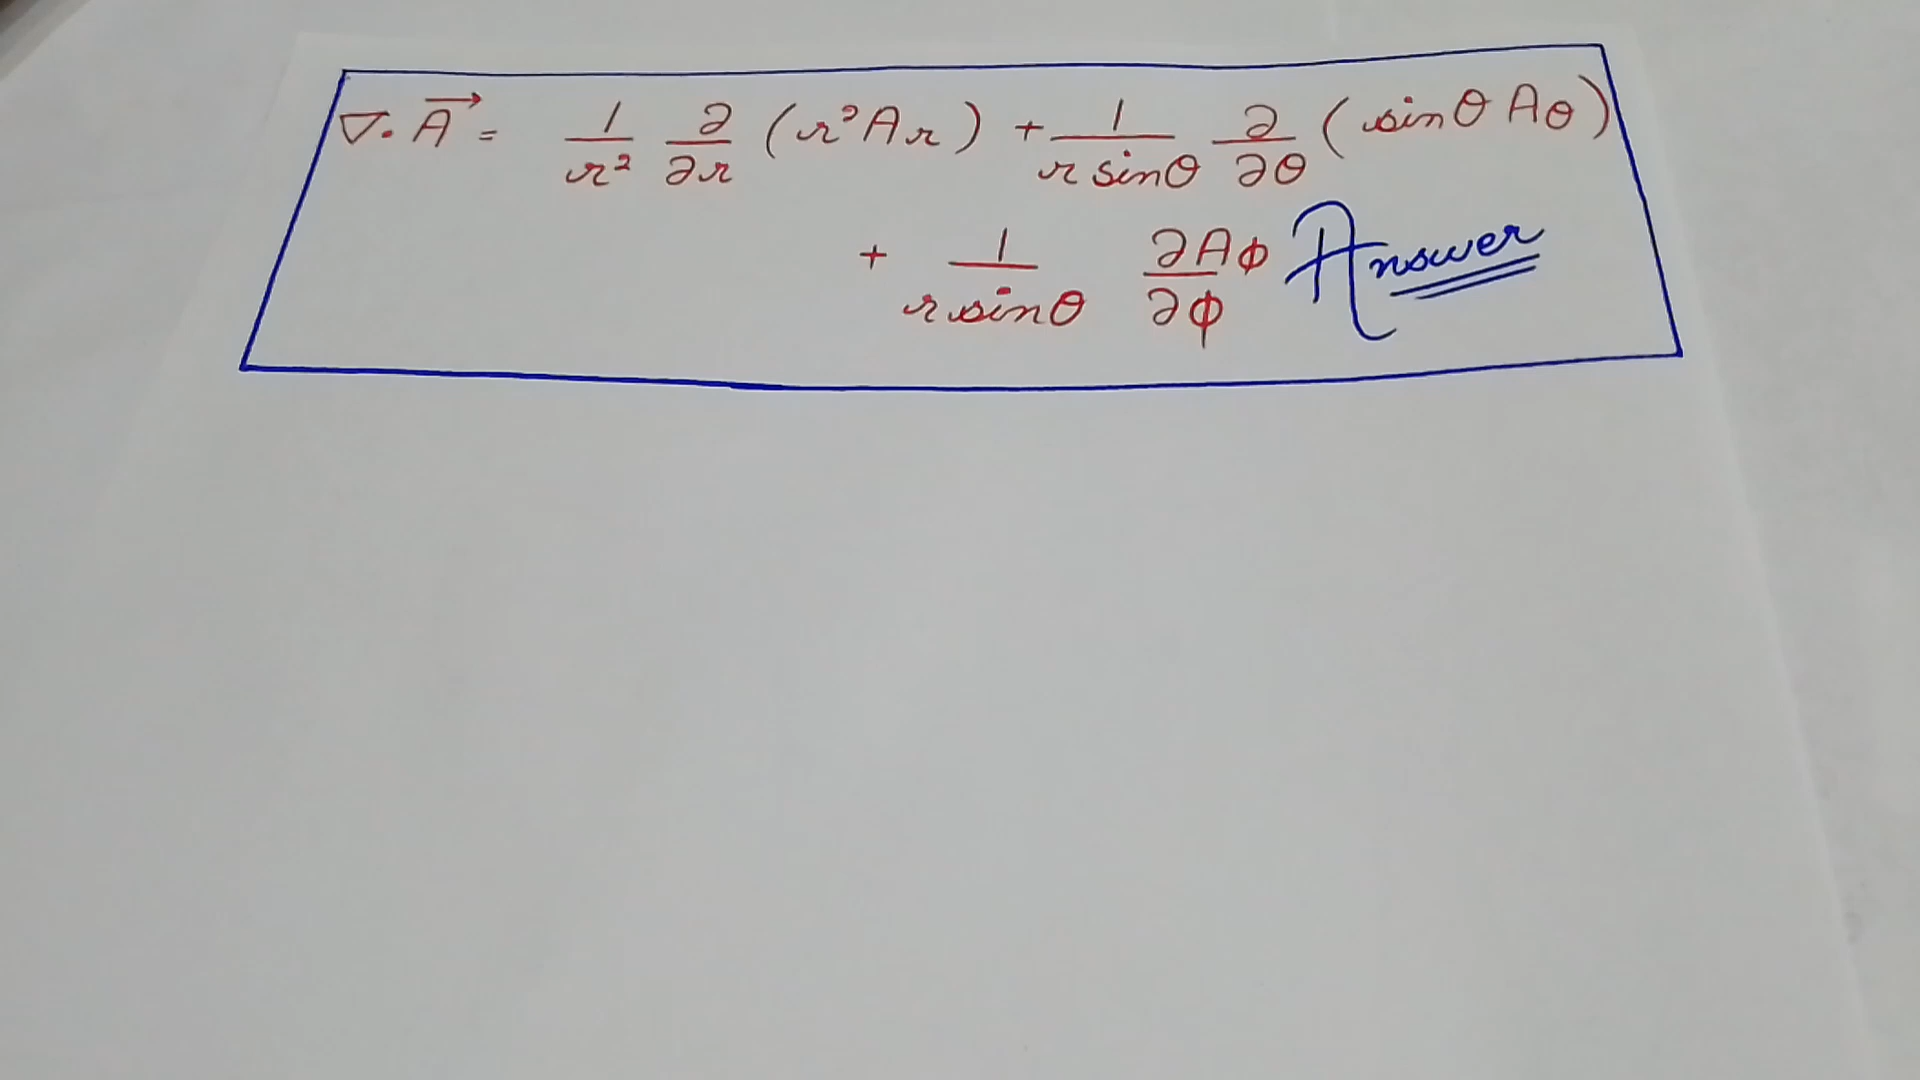 ∇·A⃗ = 1/r² ∂/∂r (r²Ar) + 1/(r sinθ) ∂/∂θ (sinθ Aθ)
+ 1/(r sinθ) ∂Aϕ/∂ϕ Answer